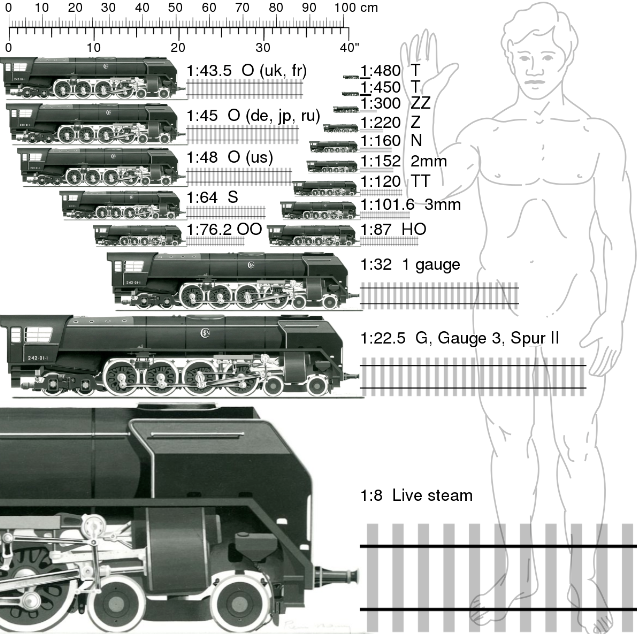 0 10 20 30 40 50 60 70 80 90 100 cm
0 10 20 30 40"
1:43.5 O (uk, fr)
1:45 O (de, jp, ru)
1:48 O (us)
1:64 S
1:76.2 OO
1:480 T
1:450 T
1:300 ZZ
1:220 Z
1:160 N
1:152 2mm
1:120 TT
1:101.6 3mm
1:87 HO
1:32 1 gauge
1:22.5 G, Gauge 3, Spur II
1:8 Live steam